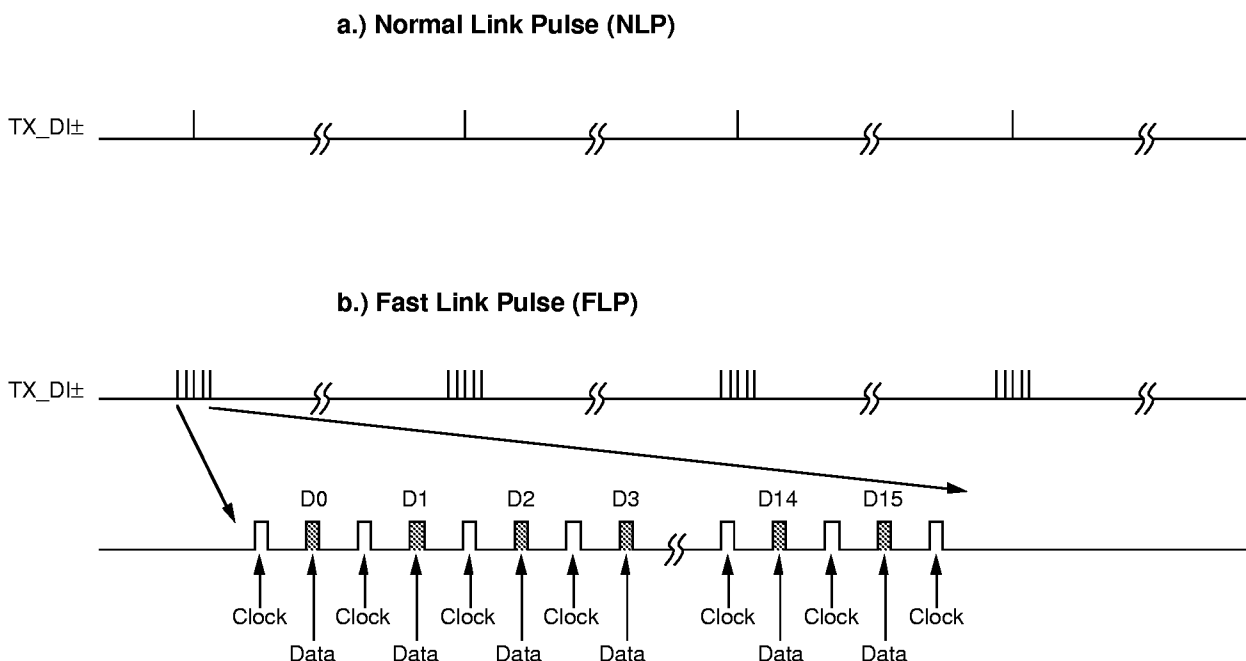 a.) Normal Link Pulse (NLP)
TX_DI±
b.) Fast Link Pulse (FLP)
TX_DI±
D0 D1 D2 D3 D14 D15
Clock Clock Clock Clock Clock Clock Clock
Data Data Data Data Data Data